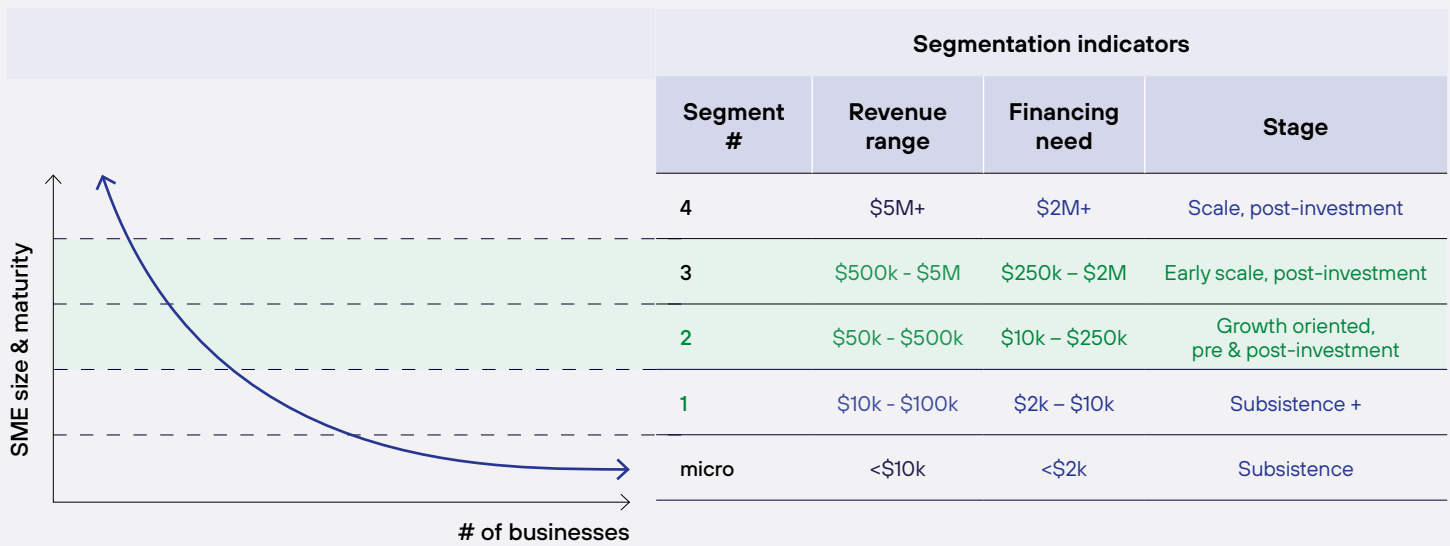 Segmentation indicators
Segment
#
Revenue
range
Financing
need
Stage
4
$5M+
$2M+
Scale, post-investment
3
$500k - $5M
$250k – $2M
Early scale, post-investment
2
$50k - $500k
$10k – $250k
Growth oriented,
pre & post-investment
1
$10k - $100k
$2k – $10k
Subsistence +
micro
<$10k
<$2k
Subsistence
SME size & maturity
# of businesses